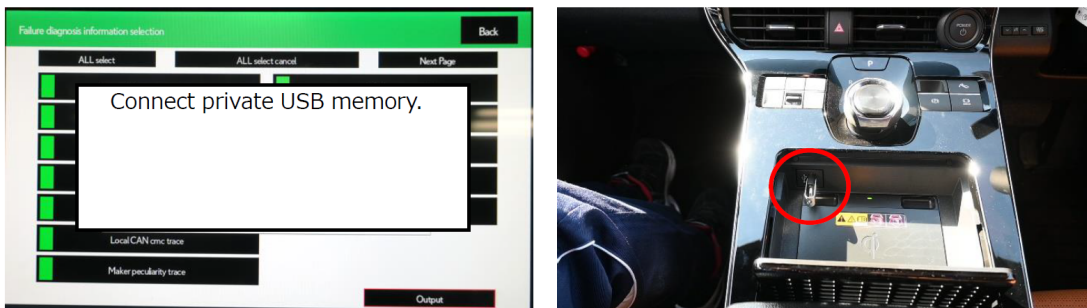 Failure diagnosis information selection
Back
ALL select
ALL select cancel
Next Page
Connect private USB memory.
Local CAN cmc trace
Maker peculiarity trace
Output
POWER
P